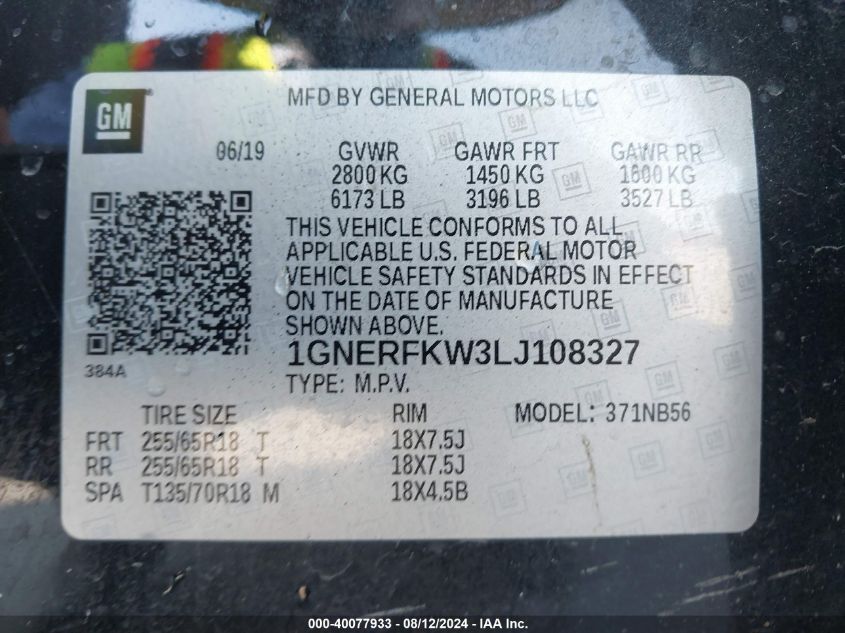 GM
MFD BY GENERAL MOTORS LLC
06/19 GVWR GAWR FRT GAWR RR
2800 KG 1450 KG 1600 KG
6173 LB 3196 LB 3527 LB
THIS VEHICLE CONFORMS TO ALL
APPLICABLE U.S. FEDERAL MOTOR
VEHICLE SAFETY STANDARDS IN EFFECT
ON THE DATE OF MANUFACTURE
SHOWN ABOVE.
1GNERFKW3LJ108327
384A
TYPE: M.P.V.
TIRE SIZE RIM MODEL: 371NB56
FRT 255/65R18 T 18X7.5J
RR 255/65R18 T 18X7.5J
SPA T135/70R18 M 18X4.5B
000-40077933 - 08/12/2024 - IAA Inc.